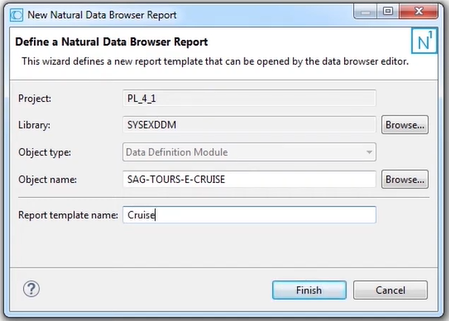 New Natural Data Browser Report
Define a Natural Data Browser Report
This wizard defines a new report template that can be opened by the data browser editor.
N1
Project: PL_4_1
Library: SYSEXDDM Browse...
Object type: Data Definition Module
Object name: SAG-TOURS-E-CRUISE Browse...
Report template name: Cruise
? Finish Cancel